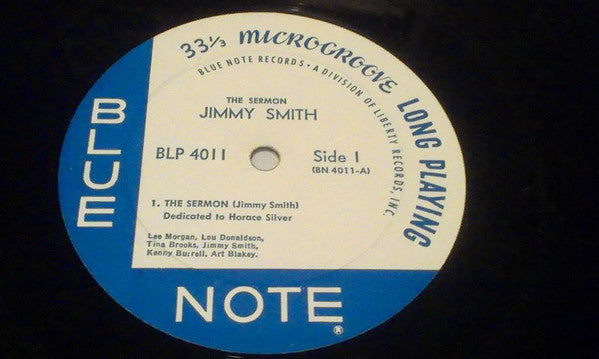 33⅓ MICROGROOVE LONG PLAYING
BLUE NOTE RECORDS • A DIVISION OF LIBERTY RECORDS, INC.
THE SERMON
JIMMY SMITH
BLP 4011
Side 1
(BN 4011-A)
1. THE SERMON (Jimmy Smith)
Dedicated to Horace Silver
Lee Morgan, Lou Donaldson,
Tina Brooks, Jimmy Smith,
Kenny Burrell, Art Blakey.
BLUE
NOTE®